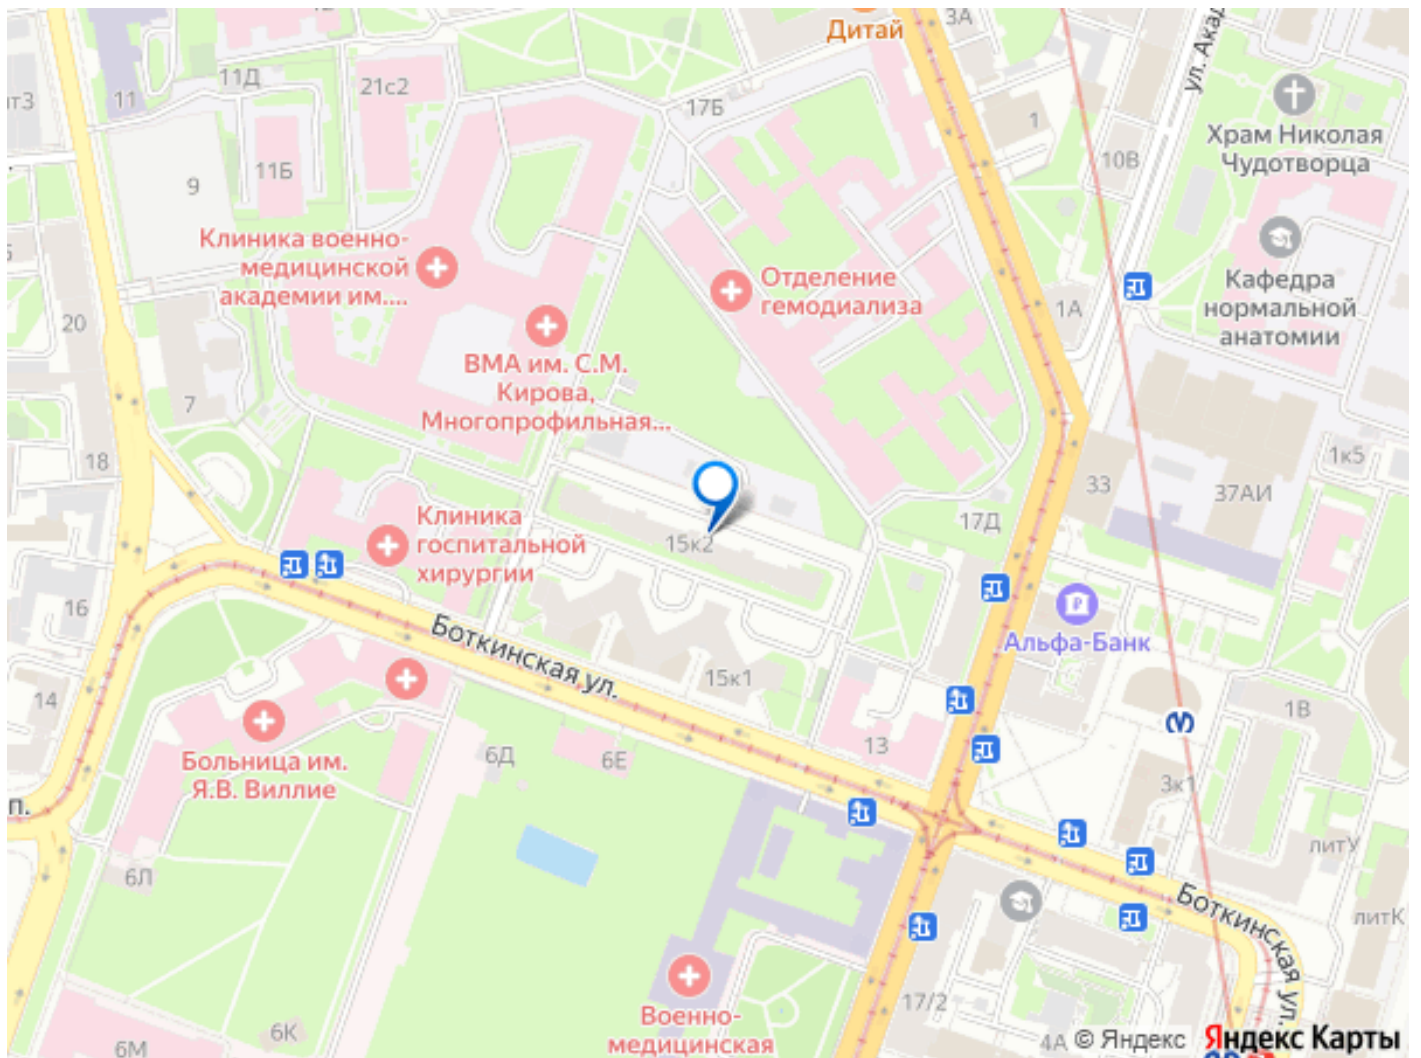 Дитай
3А
ул. Акад
11Д
21с2
11
17Б
1
10В
Храм Николая
Чудотворца
11Б
9
Клиника военно-
медицинской
академии им....
Отделение
гемодиализа
Кафедра
нормальной
анатомии
1А
20
ВМА им. С.М.
Кирова,
Многопрофильная...
7
18
1к5
33
37АИ
17Д
Клиника
госпитальной
хирургии
15к2
16
Альфа-Банк
Боткинская ул.
15к1
14
1В
13
6Д
6Е
Больница им.
Я.В. Виллие
п.
3к1
литУ
6Л
Боткинская ул.
литК
17/2
Военно-
медицинская
6К
6М
4А
© Яндекс
Яндекс Карты